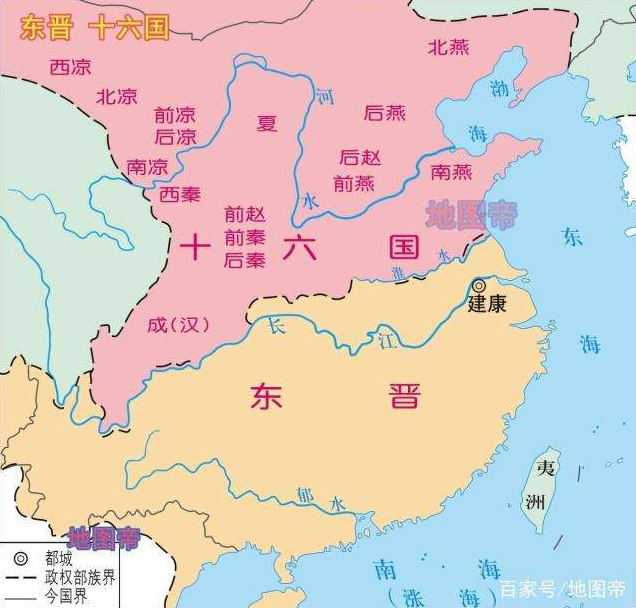 东晋 十六国
西凉
北凉
前凉
后凉
南凉
西秦
夏
河
水
北燕
后燕
后赵
前燕
南燕
渤
海
地图帝
前赵
前秦
后秦
十六国
淮水
东
海
建康
成(汉)
长
江
东晋
夷
洲
郁水
地图帝
南海
(涨海)
都城
政权部族界
今国界
百家号/地图帝